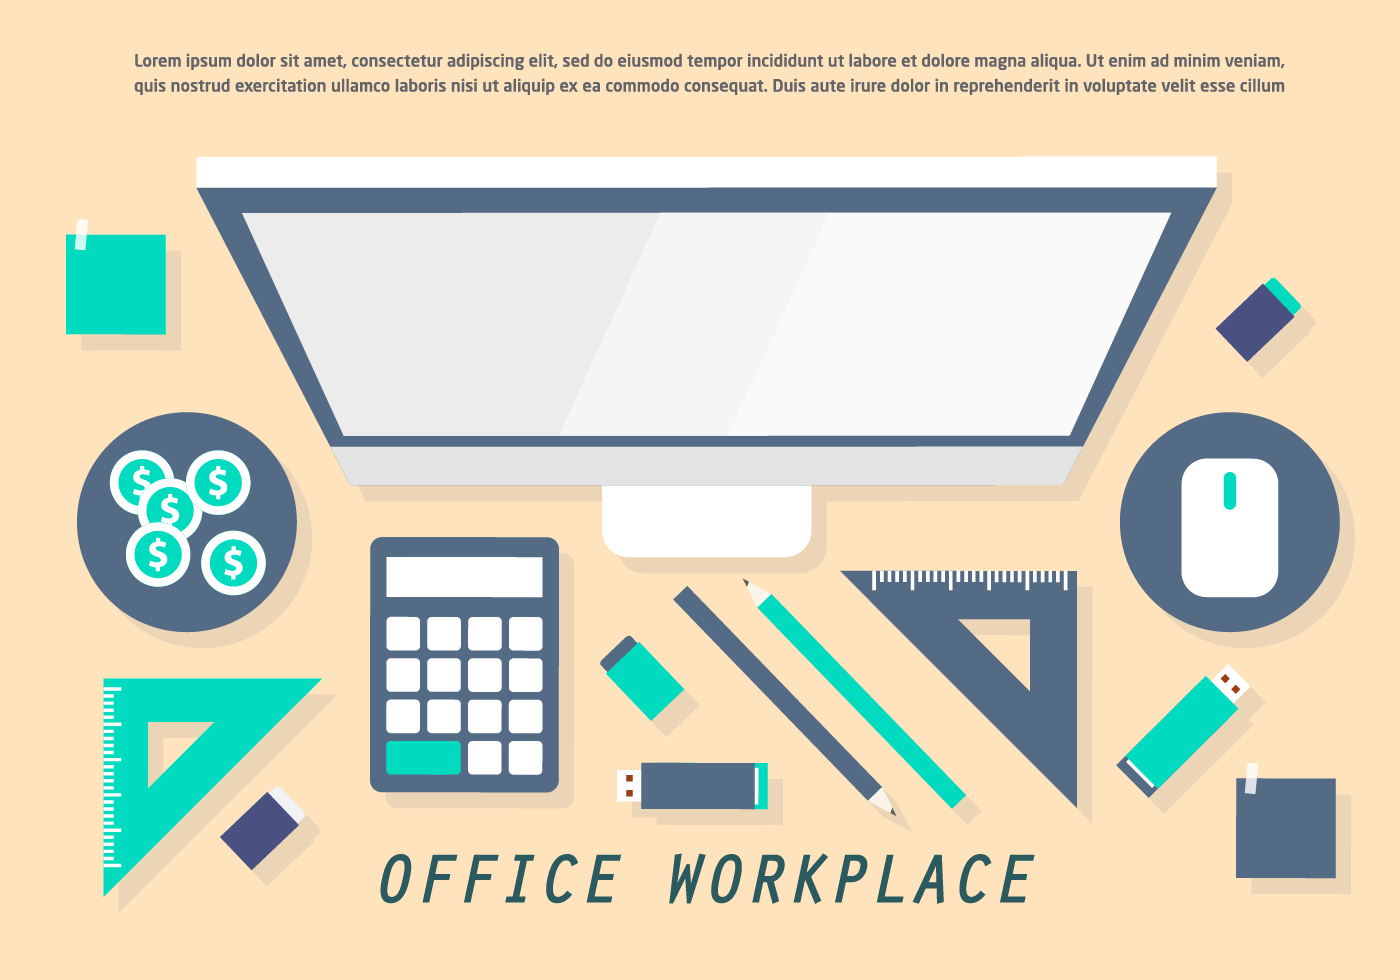 Lorem ipsum dolor sit amet, consectetur adipiscing elit, sed do eiusmod tempor incididunt ut labore et dolore magna aliqua. Ut enim ad minim veniam,
quis nostrud exercitation ullamco laboris nisi ut aliquip ex ea commodo consequat. Duis aute irure dolor in reprehenderit in voluptate velit esse cillum
$ $
$
$ $
OFFICE WORKPLACE